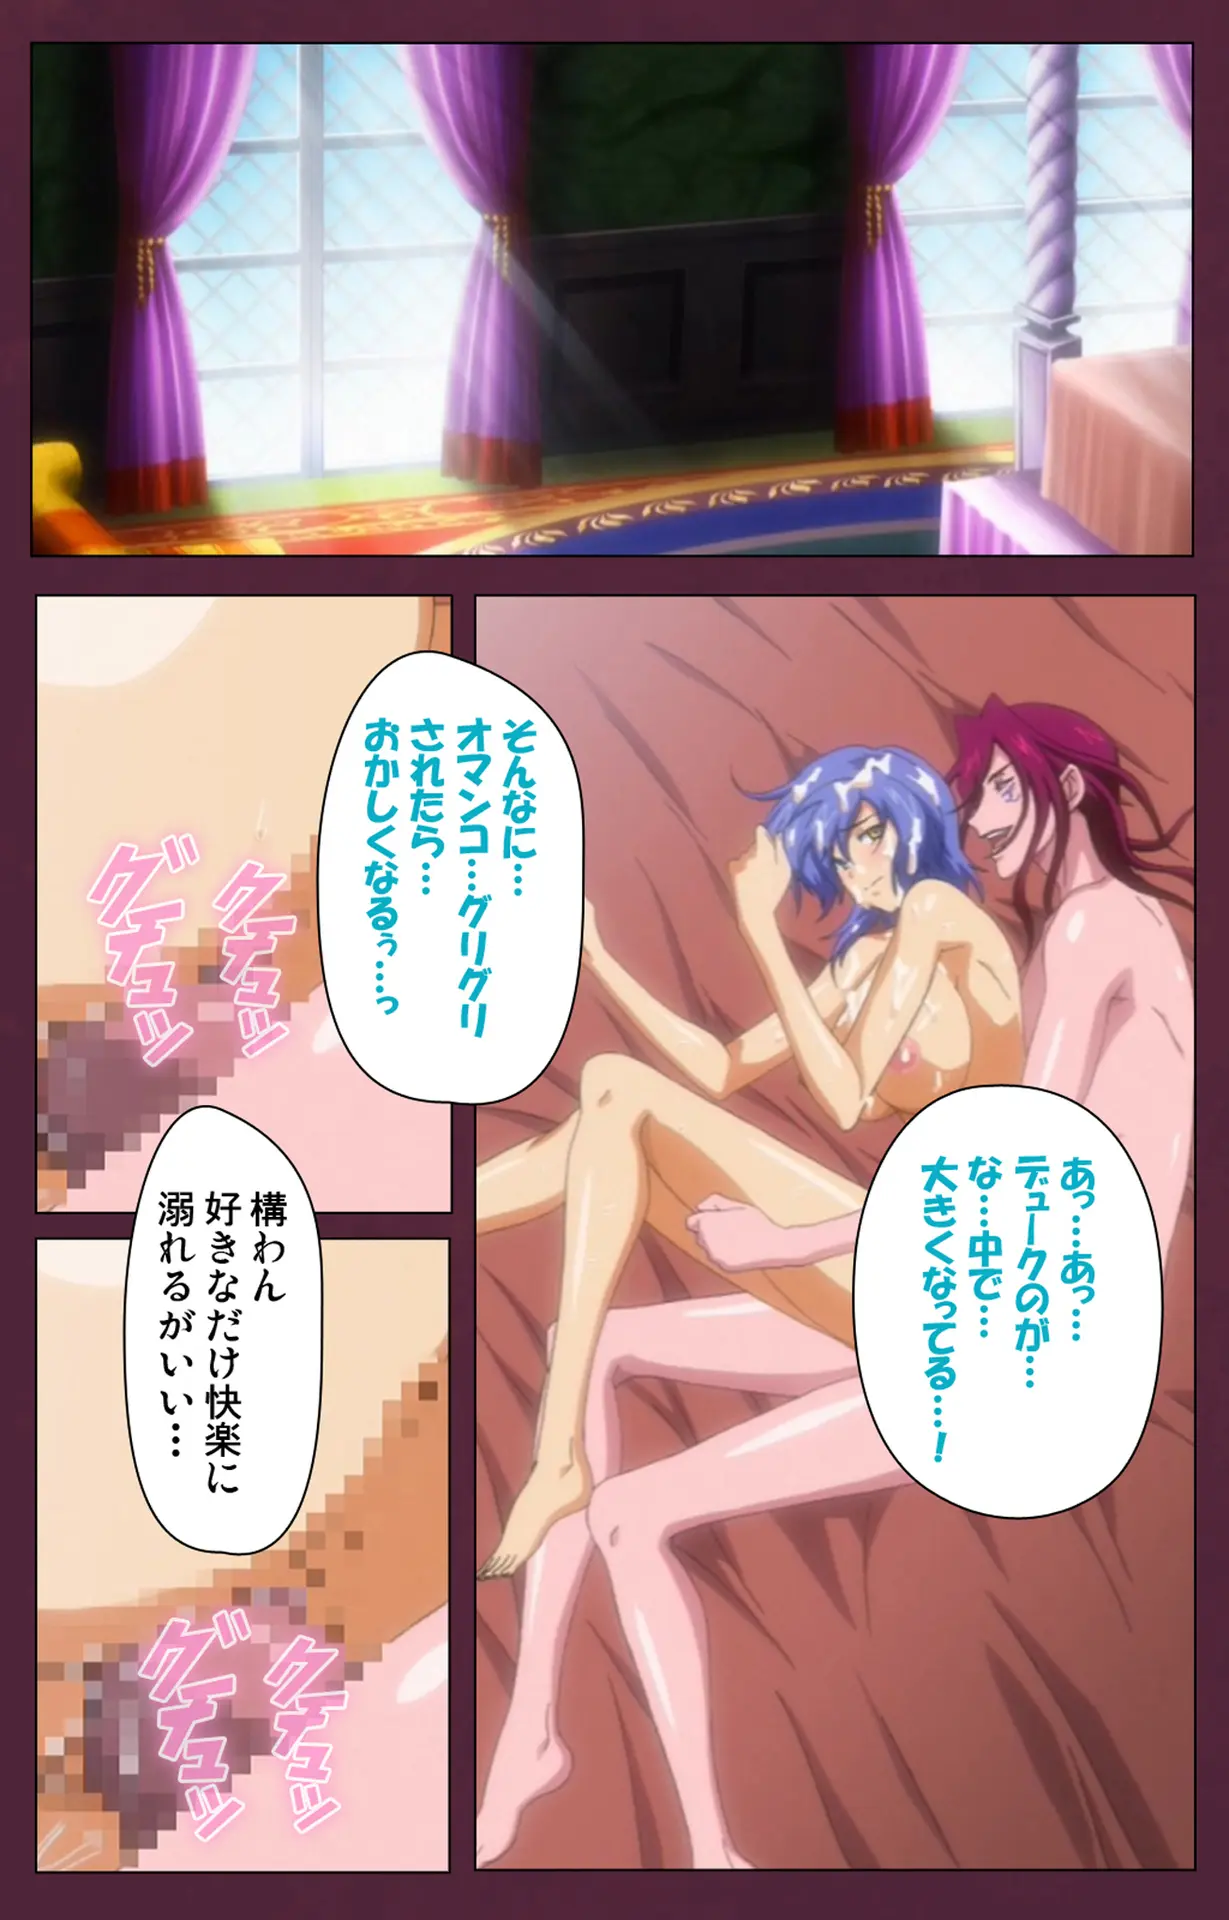 あっ…あっ…
デュークのが…
な…中で…
大きくなってる…！
そんなに…
オマンコ…グリグリ
されたら…
おかしくなるぅ…っ
グチュッ
クチュッ
構わん
好きなだけ快楽に
溺れるがいい…
グチュッ
クチュッ